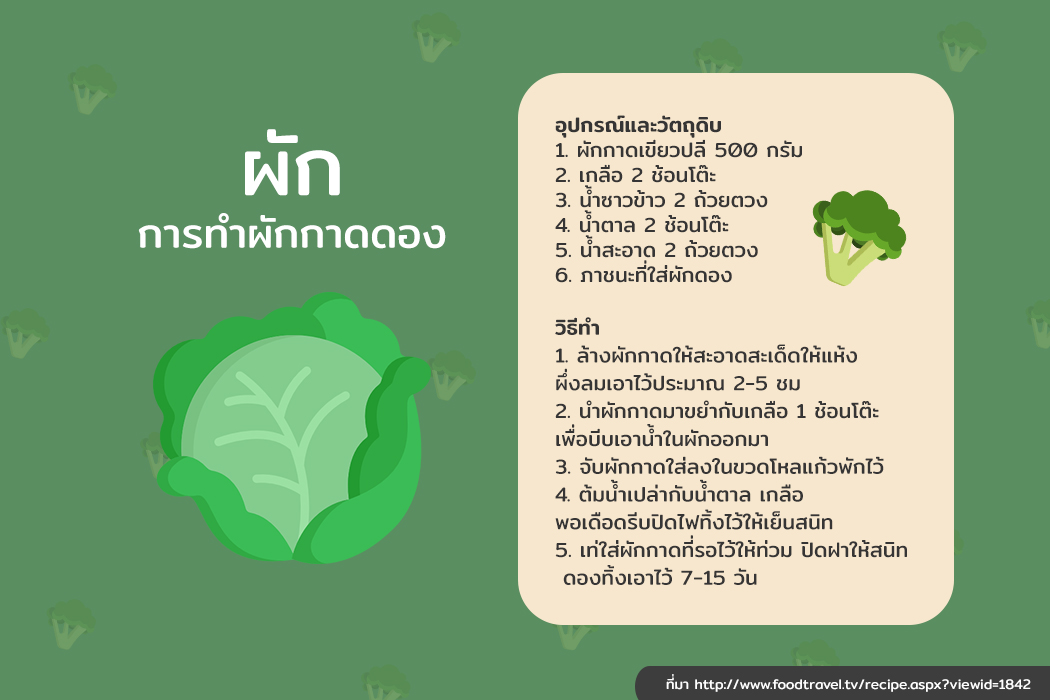 ผัก
การทำผักกาดดอง
อุปกรณ์และวัตถุดิบ
1. ผักกาดเขียวปลี 500 กรัม
2. เกลือ 2 ช้อนโต๊ะ
3. น้ำซาวข้าว 2 ถ้วยตวง
4. น้ำตาล 2 ช้อนโต๊ะ
5. น้ำสะอาด 2 ถ้วยตวง
6. ภาชนะที่ใส่ผักดอง
วิธีทำ
1. ล้างผักกาดให้สะอาดสะเด็ดให้แห้ง
ผึ่งลมเอาไว้ประมาณ 2-5 ชม
2. นำผักกาดมาขยำกับเกลือ 1 ช้อนโต๊ะ
เพื่อบีบเอาน้ำในผักออกมา
3. จับผักกาดใส่ลงในขวดโหลแก้วพักไว้
4. ต้มน้ำเปล่ากับน้ำตาล เกลือ
พอเดือดรีบปิดไฟทิ้งไว้ให้เย็นสนิท
5. เท่ใส่ผักกาดที่รอไว้ให้ท่วม ปิดฝาให้สนิท
ดองทิ้งเอาไว้ 7-15 วัน
ที่มา http://www.foodtravel.tv/recipe.aspx?viewid=1842